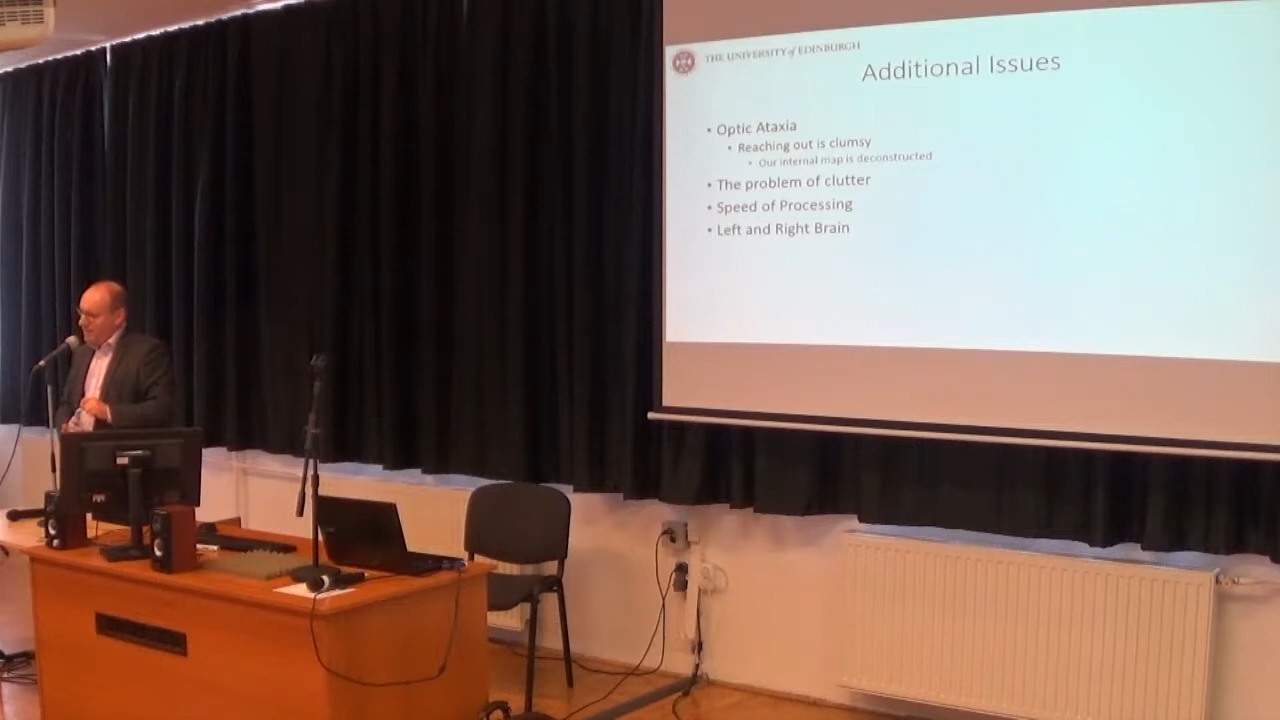 THE UNIVERSITY of EDINBURGH
Additional Issues
• Optic Ataxia
• Reaching out is clumsy
• Our internal map is deconstructed
• The problem of clutter
• Speed of Processing
• Left and Right Brain